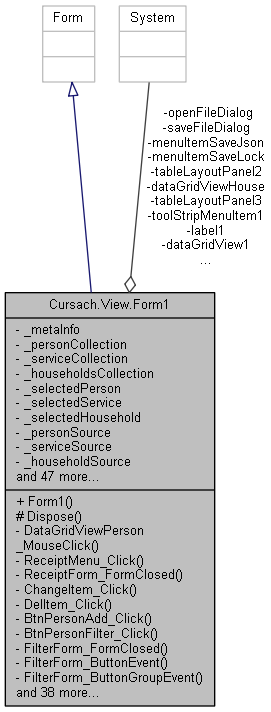 Form
System
-openFileDialog
-saveFileDialog
-menuItemSaveJson
-menuItemSaveLock
-tableLayoutPanel2
-dataGridViewHouse
-tableLayoutPanel3
-toolStripMenuItem1
-label1
-dataGridView1
...
Cursach.View.Form1
- _metaInfo
- _personCollection
- _serviceCollection
- _householdsCollection
- _selectedPerson
- _selectedService
- _selectedHousehold
- _personSource
- _serviceSource
- _householdSource
and 47 more...
+ Form1()
# Dispose()
- DataGridViewPerson
_MouseClick()
- ReceiptMenu_Click()
- ReceiptForm_FormClosed()
- ChangeItem_Click()
- DelItem_Click()
- BtnPersonAdd_Click()
- BtnPersonFilter_Click()
- FilterForm_FormClosed()
- FilterForm_ButtonEvent()
- FilterForm_ButtonGroupEvent()
and 38 more...